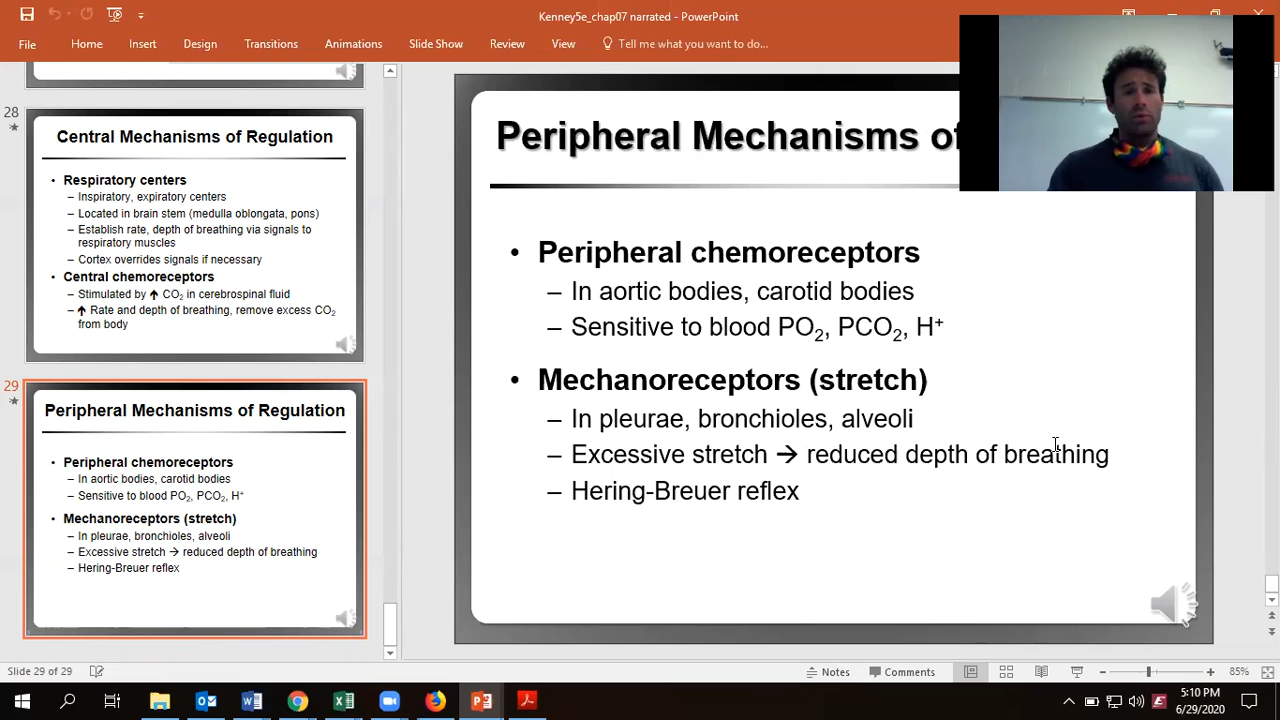 Kenney5e_chap07 narrated - PowerPoint
File Home Insert Design Transitions Animations Slide Show Review View Tell me what you want to do...
28
Central Mechanisms of Regulation
• Respiratory centers
– Inspiratory, expiratory centers
– Located in brain stem (medulla oblongata, pons)
– Establish rate, depth of breathing via signals to
respiratory muscles
– Cortex overrides signals if necessary
• Central chemoreceptors
– Stimulated by ↑ CO₂ in cerebrospinal fluid
– ↑ Rate and depth of breathing, remove excess CO₂
from body
29
Peripheral Mechanisms of Regulation
• Peripheral chemoreceptors
– In aortic bodies, carotid bodies
– Sensitive to blood PO₂, PCO₂, H⁺
• Mechanoreceptors (stretch)
– In pleurae, bronchioles, alveoli
– Excessive stretch → reduced depth of breathing
– Hering-Breuer reflex
Peripheral Mechanisms of
• Peripheral chemoreceptors
– In aortic bodies, carotid bodies
– Sensitive to blood PO₂, PCO₂, H⁺
• Mechanoreceptors (stretch)
– In pleurae, bronchioles, alveoli
– Excessive stretch → reduced depth of breathing
– Hering-Breuer reflex
Slide 29 of 29 Notes Comments 85%
5:10 PM
6/29/2020